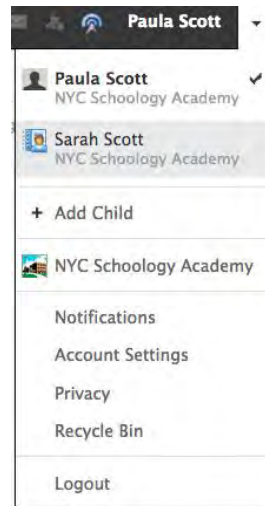 Paula Scott
Paula Scott
NYC Schoology Academy
Sarah Scott
NYC Schoology Academy
+ Add Child
NYC Schoology Academy
Notifications
Account Settings
Privacy
Recycle Bin
Logout